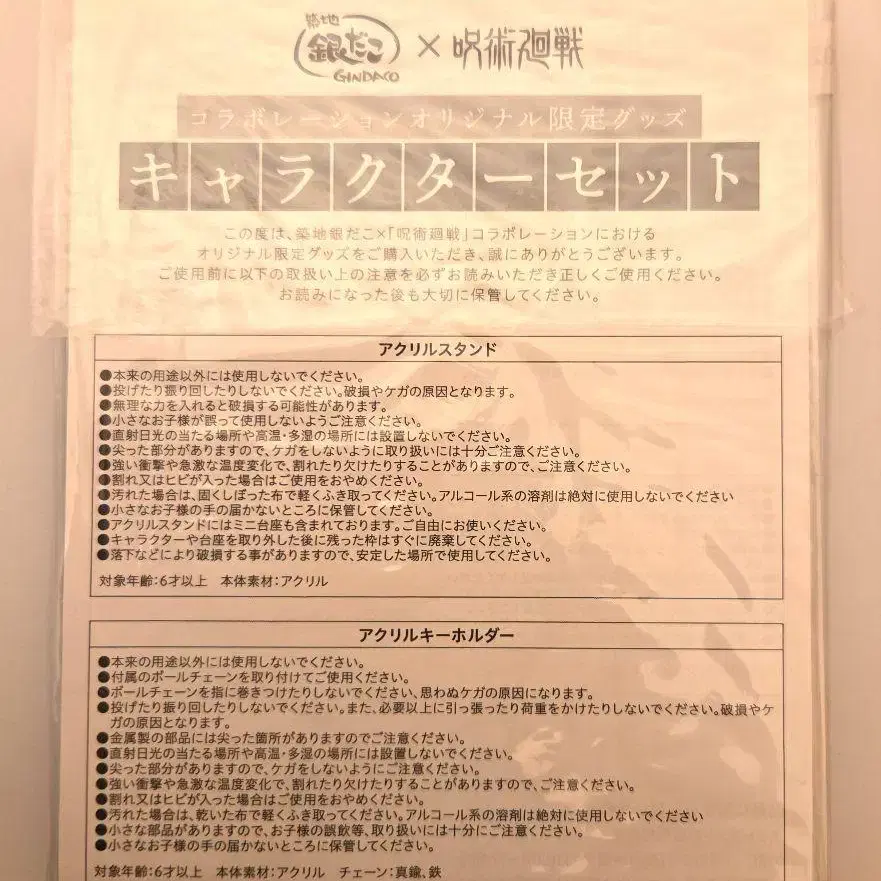 築地
銀だこ
GINDACO
×呪術廻戦
コラボレーションオリジナル限定グッズ
キャラクターセット
この度は、築地銀だこ×「呪術廻戦」コラボレーションにおける
オリジナル限定グッズをご購入いただき、誠にありがとうございます。
ご使用前に以下の取扱い上の注意を必ずお読みいただき正しくご使用ください。
お読みになった後も大切に保管してください。
アクリルスタンド
●本来の用途以外には使用しないでください。
●投げたり振り回したりしないでください。破損やケガの原因となります。
●無理な力を入れると破損する可能性があります。
●小さなお子様が誤って使用しないようご注意ください。
●直射日光の当たる場所や高温・多湿の場所には設置しないでください。
●尖った部分がありますので、ケガをしないように取り扱いには十分ご注意ください。
●強い衝撃や急激な温度変化で、割れたり欠けたりすることがありますので、ご注意ください。
●割れ又はヒビが入った場合はご使用をおやめください。
●汚れた場合は、固くしぼった布で軽くふき取ってください。アルコール系の溶剤は絶対に使用しないでください
●小さなお子様の手の届かないところに保管してください。
●アクリルスタンドにはミニ台座も含まれております。ご自由にお使いください。
●キャラクターや台座を取り外した後に残った枠はすぐに廃棄してください。
●落下などにより破損する事がありますので、安定した場所で使用してください。
対象年齢:6才以上 本体素材:アクリル
アクリルキーホルダー
●本来の用途以外には使用しないでください。
●付属のボールチェーンを取り付けてご使用ください。
●ボールチェーンを指に巻きつけたりしないでください、思わぬケガの原因になります。
●投げたり振り回したりしないでください。また、必要以上に引っ張ったり荷重をかけたりしないでください。破損やケ
ガの原因となります。
●金属製の部品には尖った箇所がありますのでご注意ください。
●直射日光の当たる場所や高温・多湿の場所には設置しないでください。
●尖った部分がありますので、ケガをしないようにご注意ください。
●強い衝撃や急激な温度変化で、割れたり欠けたりすることがありますので、ご注意ください。
●割れ又はヒビが入った場合はご使用をおやめください。
●汚れた場合は、乾いた布で軽くふき取ってください。アルコール系の溶剤は絶対に使用しないでください
●小さな部品がありますので、お子様の誤飲等、取り扱いには十分にご注意ください。
●小さなお子様の手の届かないところに保管してください。
対象年齢:6才以上 本体素材:アクリル チェーン:真鍮、鉄